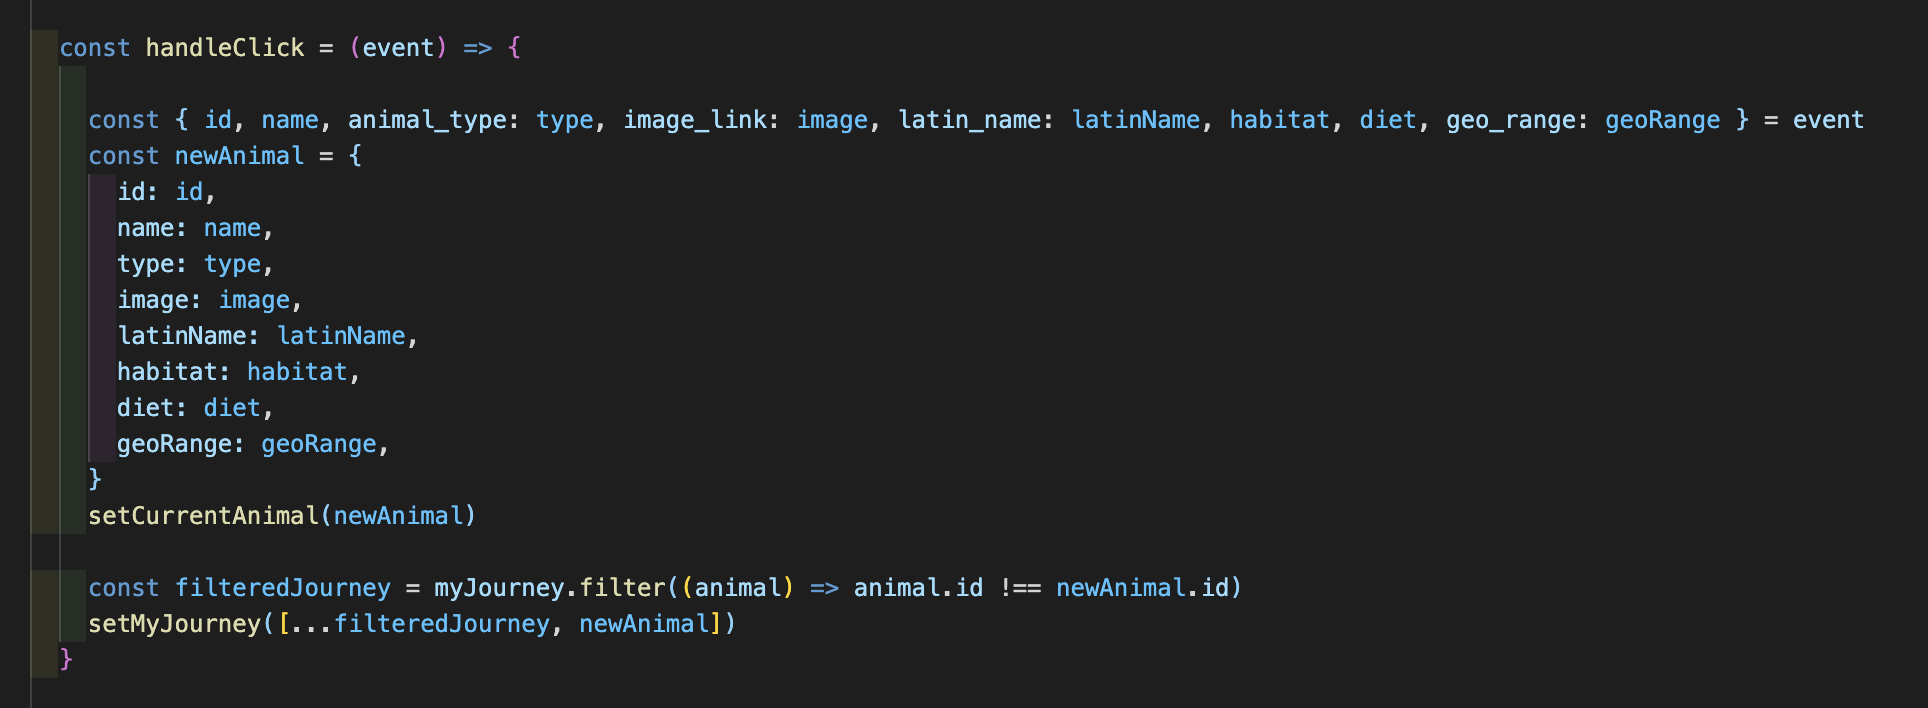 const handleClick = (event) => {
const { id, name, animal_type: type, image_link: image, latin_name: latinName, habitat, diet, geo_range: geoRange } = event
const newAnimal = {
id: id,
name: name,
type: type,
image: image,
latinName: latinName,
habitat: habitat,
diet: diet,
geoRange: geoRange,
}
setCurrentAnimal(newAnimal)
const filteredJourney = myJourney.filter((animal) => animal.id !== newAnimal.id)
setMyJourney([...filteredJourney, newAnimal])
}